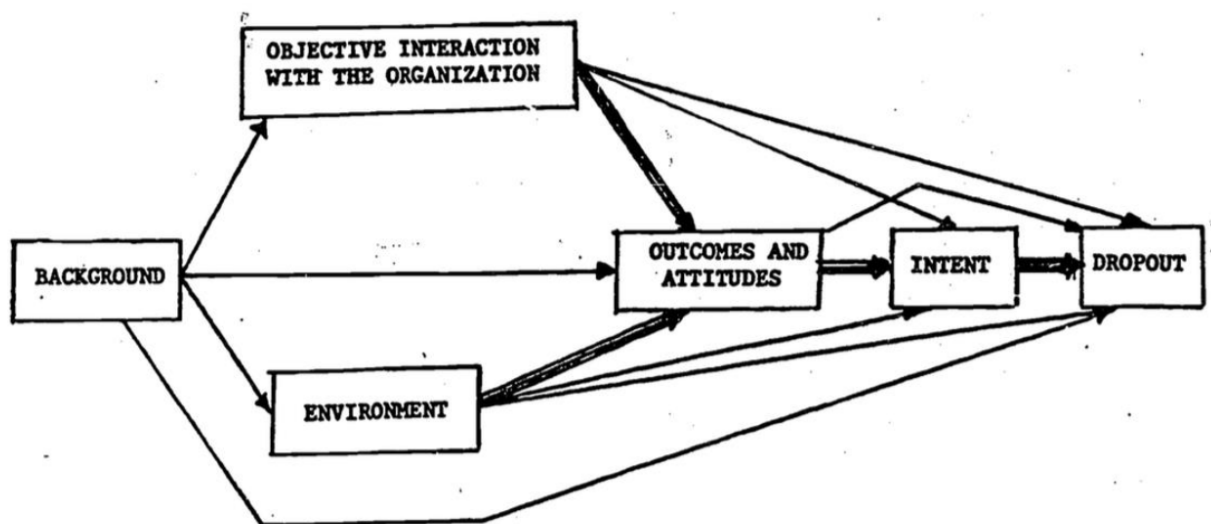 OBJECTIVE INTERACTION
WITH THE ORGANIZATION
BACKGROUND
OUTCOMES AND
ATTITUDES
INTENT
DROPOUT
ENVIRONMENT